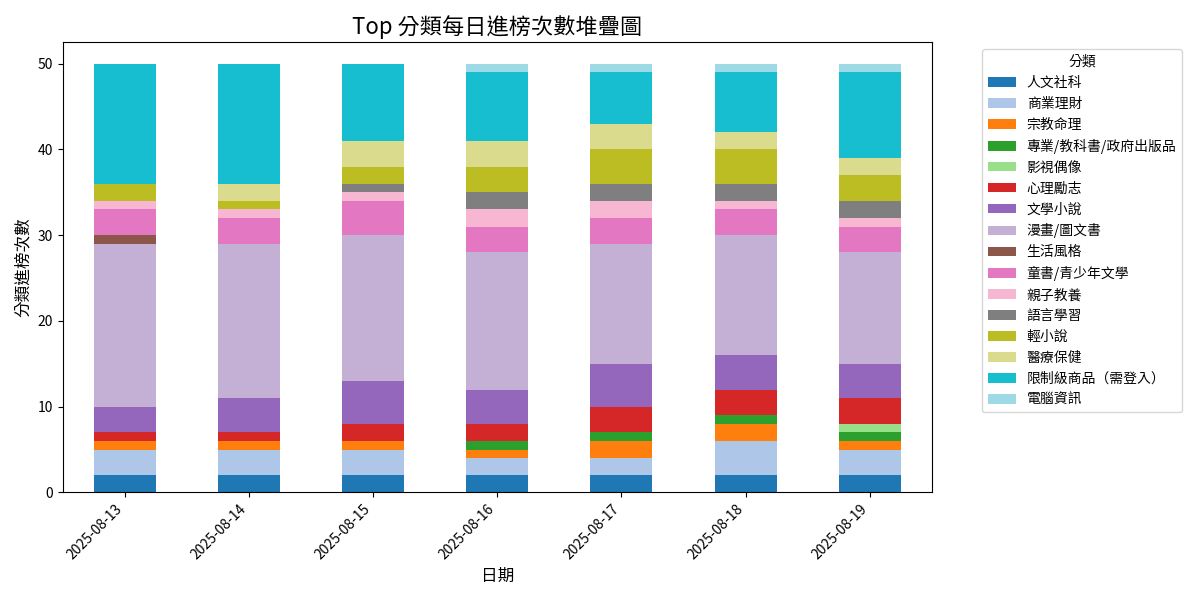 Top 分類每日進榜次數堆疊圖
分類進榜次數
50
40
30
20
10
0
2025-08-13
2025-08-14
2025-08-15
2025-08-16
2025-08-17
2025-08-18
2025-08-19
日期
分類
人文社科
商業理財
宗教命理
專業/教科書/政府出版品
影視偶像
心理勵志
文學小說
漫畫/圖文書
生活風格
童書/青少年文學
親子教養
語言學習
輕小說
醫療保健
限制級商品（需登入）
電腦資訊